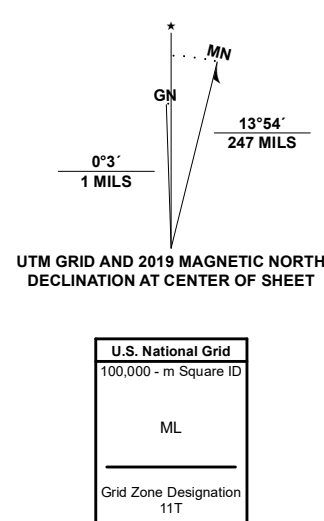 MN
GN
13°54´
247 MILS
0°3´
1 MILS
UTM GRID AND 2019 MAGNETIC NORTH
DECLINATION AT CENTER OF SHEET
U.S. National Grid
100,000 - m Square ID
ML
Grid Zone Designation
11T